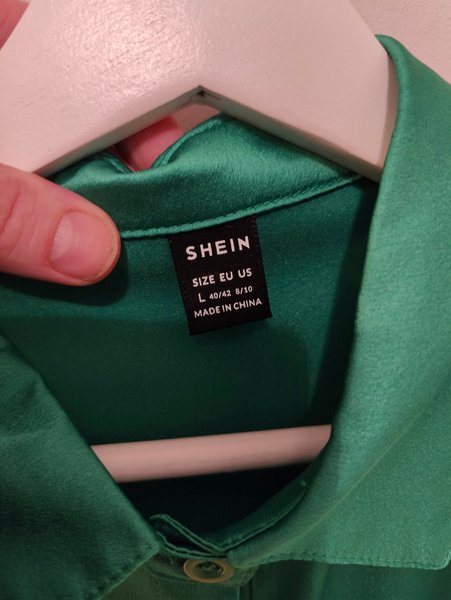 SHEIN
SIZE EU US
L 40/42 8/10
MADE IN CHINA